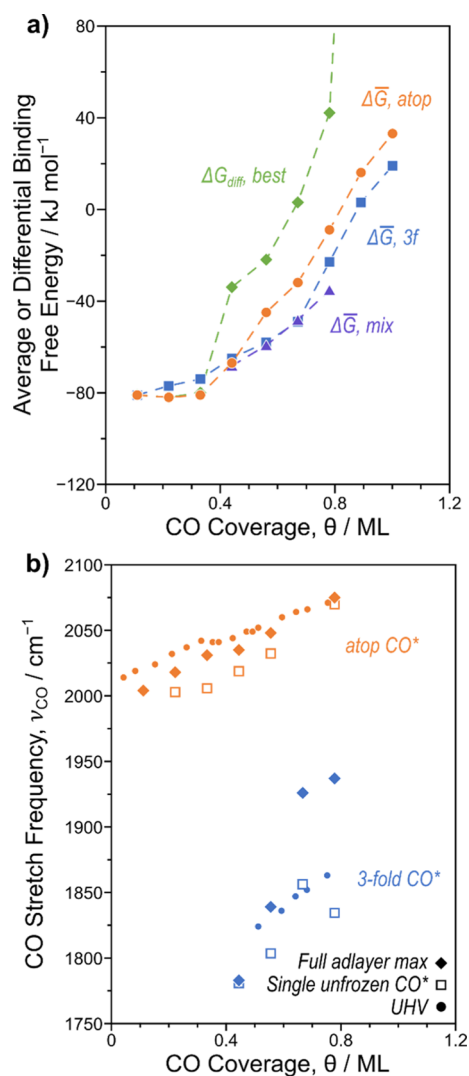 a)
80
40
0
−40
−80
−120
0
0.4
0.8
1.2
Average or Differential Binding
Free Energy / kJ mol⁻¹
CO Coverage, θ / ML
ΔG̅, atop
ΔG_diff, best
ΔG̅, 3f
ΔG̅, mix
b)
2100
2050
2000
1950
1900
1850
1800
1750
0
0.4
0.8
1.2
CO Stretch Frequency, ν_CO / cm⁻¹
CO Coverage, θ / ML
atop CO*
3-fold CO*
Full adlayer max
Single unfrozen CO*
UHV